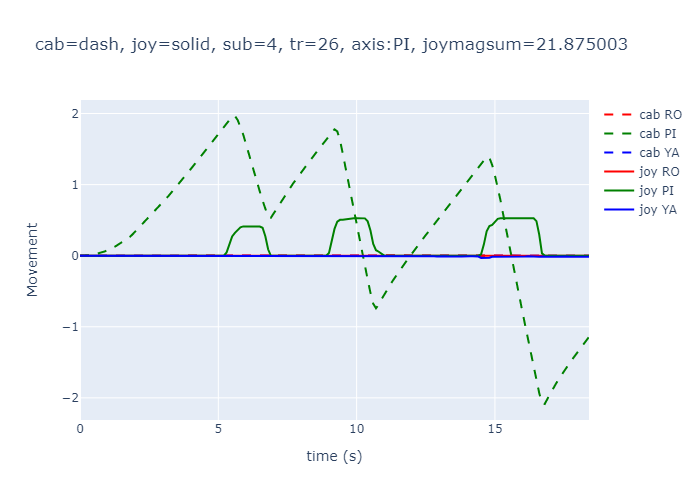 cab=dash, joy=solid, sub=4, tr=26, axis:PI, joymagsum=21.875003
2
1
0
−1
−2
Movement
0
5
10
15
time (s)
cab RO
cab PI
cab YA
joy RO
joy PI
joy YA